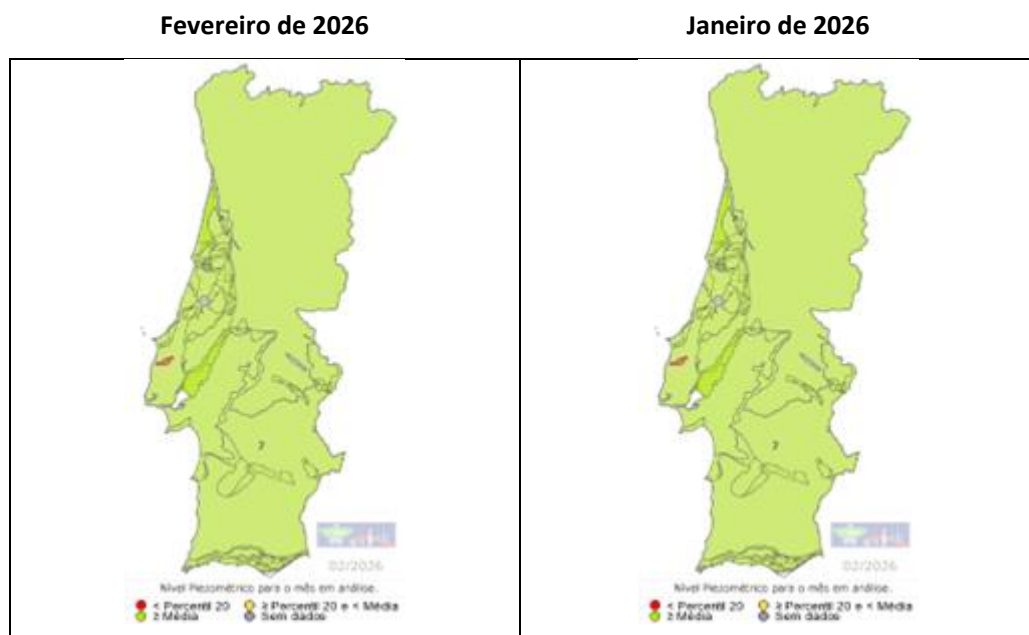 Fevereiro de 2026
Janeiro de 2026
?
02/2026
Nível Piezométrico para o mês em análise.
< Percentil 20 ≥ Percentil 20 e < Média
≥ Média Sem dados
?
02/2026
Nível Piezométrico para o mês em análise.
< Percentil 20 ≥ Percentil 20 e < Média
≥ Média Sem dados